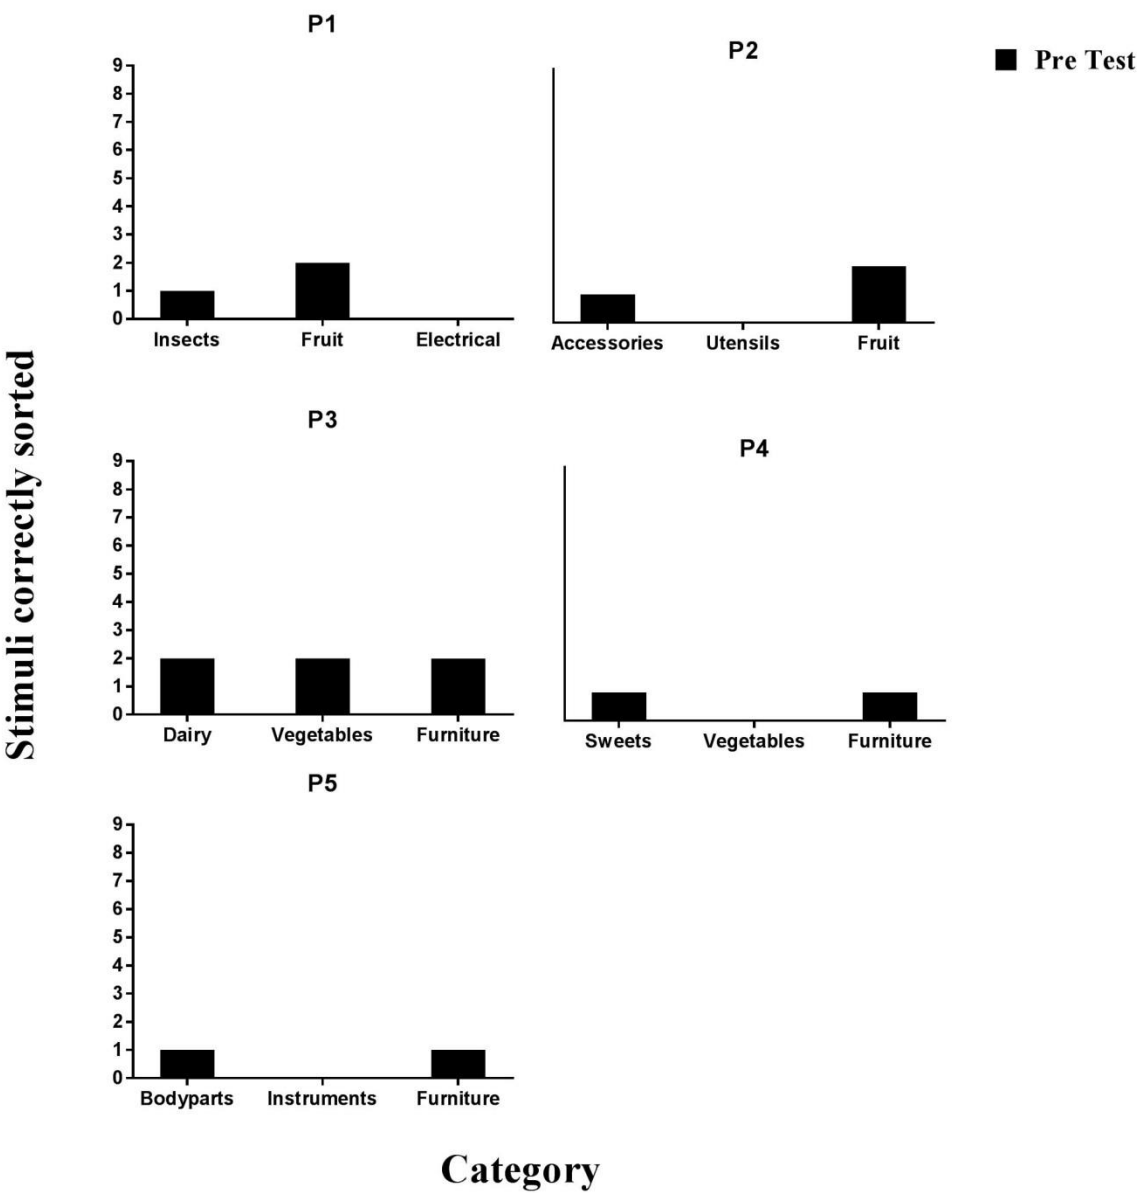 P1
9
8
7
6
5
4
3
2
1
0
Insects Fruit Electrical
P2
Accessories Utensils Fruit
Pre Test
Stimuli correctly sorted
P3
9
8
7
6
5
4
3
2
1
0
Dairy Vegetables Furniture
P4
Sweets Vegetables Furniture
P5
9
8
7
6
5
4
3
2
1
0
Bodyparts Instruments Furniture
Category